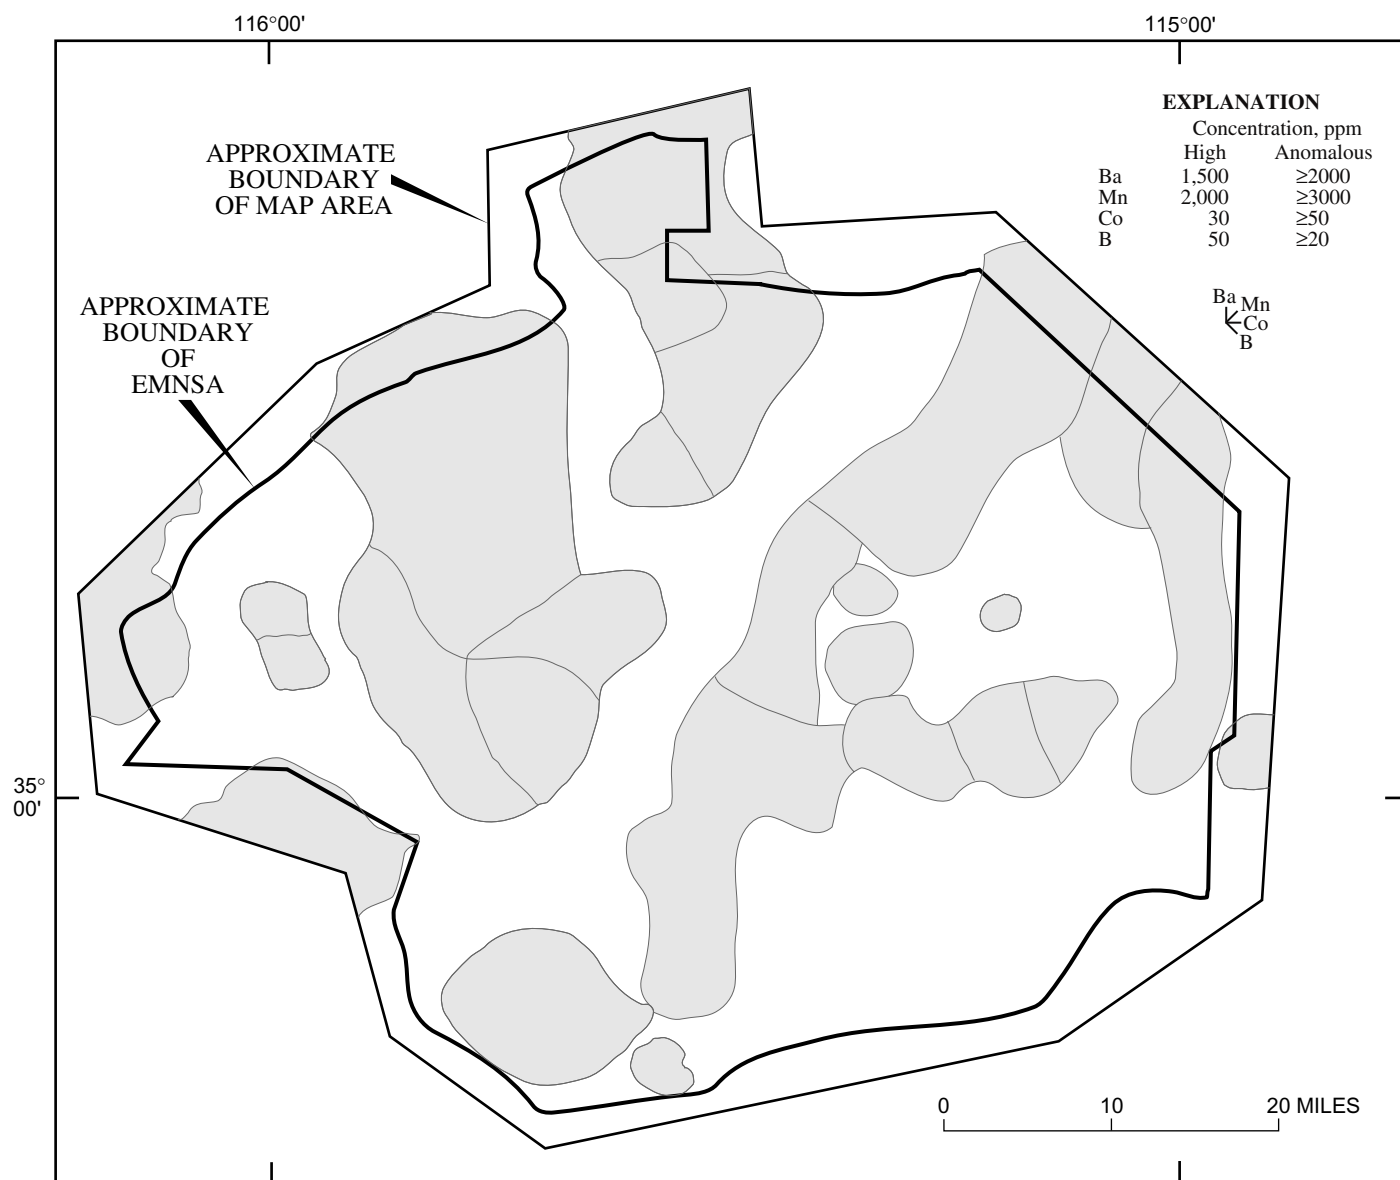 116°00'
115°00'
EXPLANATION
Concentration, ppm
High Anomalous
Ba 1,500 ≥2000
Mn 2,000 ≥3000
Co 30 ≥50
B 50 ≥20
Ba
Mn
Co
B
APPROXIMATE
BOUNDARY
OF MAP AREA
APPROXIMATE
BOUNDARY
OF
EMNSA
35°
00'
0 10 20 MILES